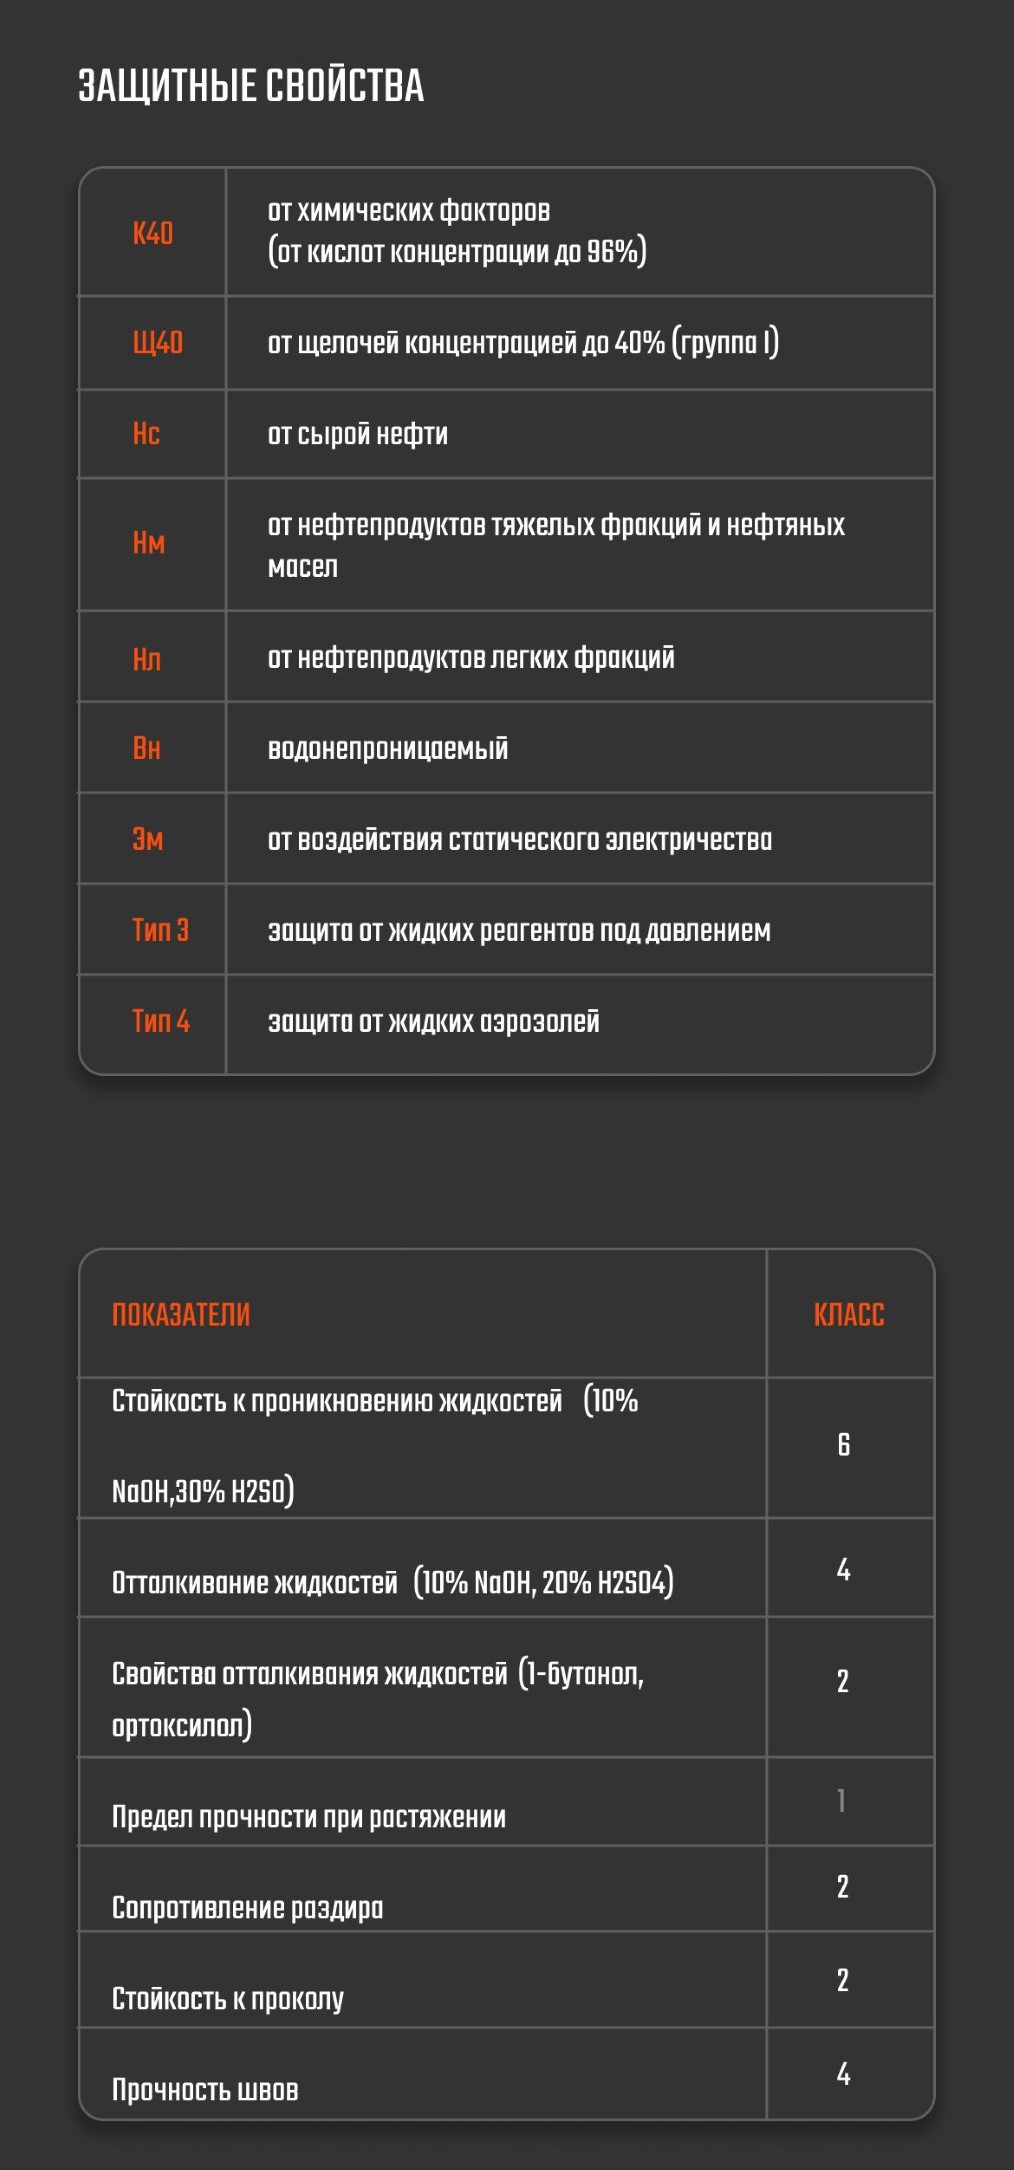 ЗАЩИТНЫЕ СВОЙСТВА
К40
от химических факторов
(от кислот концентрации до 96%)
Щ40
от щелочей концентрацией до 40% (группа I)
Нс
от сырой нефти
Нм
от нефтепродуктов тяжелых фракций и нефтяных
масел
Нл
от нефтепродуктов легких фракций
Вн
водонепроницаемый
Эм
от воздействия статического электричества
Тип 3
защита от жидких реагентов под давлением
Тип 4
защита от жидких аэрозолей
ПОКАЗАТЕЛИ
КЛАСС
Стойкость к проникновению жидкостей (10%
NaOH,30% H2SO)
6
Отталкивание жидкостей (10% NaOH, 20% H2SO4)
4
Свойства отталкивания жидкостей (1-бутанол,
ортоксилол)
2
Предел прочности при растяжении
1
Сопротивление раздира
2
Стойкость к проколу
2
Прочность швов
4